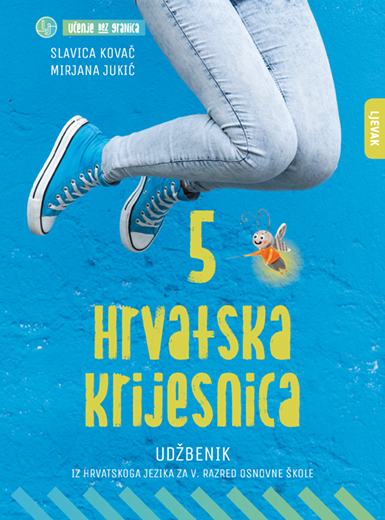 Učenje bez granica
SLAVICA KOVAČ
MIRJANA JUKIĆ
LJEVAK
5
Hrvatska
krijesnica
UDŽBENIK
IZ HRVATSKOGA JEZIKA ZA V. RAZRED OSNOVNE ŠKOLE